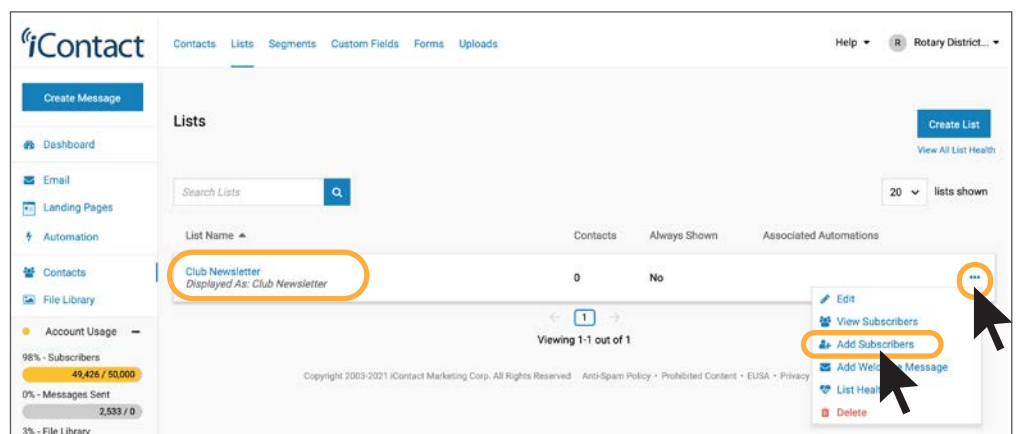 iContact
Contacts Lists Segments Custom Fields Forms Uploads
Help R Rotary District...
Create Message
Dashboard
Email
Landing Pages
Automation
Contacts
File Library
Account Usage
98% - Subscribers
49,426 / 50,000
0% - Messages Sent
2,533 / 0
3% - File Library
Lists
Create List
View All List Health
Search Lists
20 lists shown
List Name Contacts Always Shown Associated Automations
Club Newsletter
Displayed As: Club Newsletter
0 No
Edit
View Subscribers
Add Subscribers
Add Message
List
Delete
1
Viewing 1-1 out of 1
Copyright 2003-2021 iContact Marketing Corp. All Rights Reserved Anti-Spam Policy • Prohibited Content • EUSA • Privacy